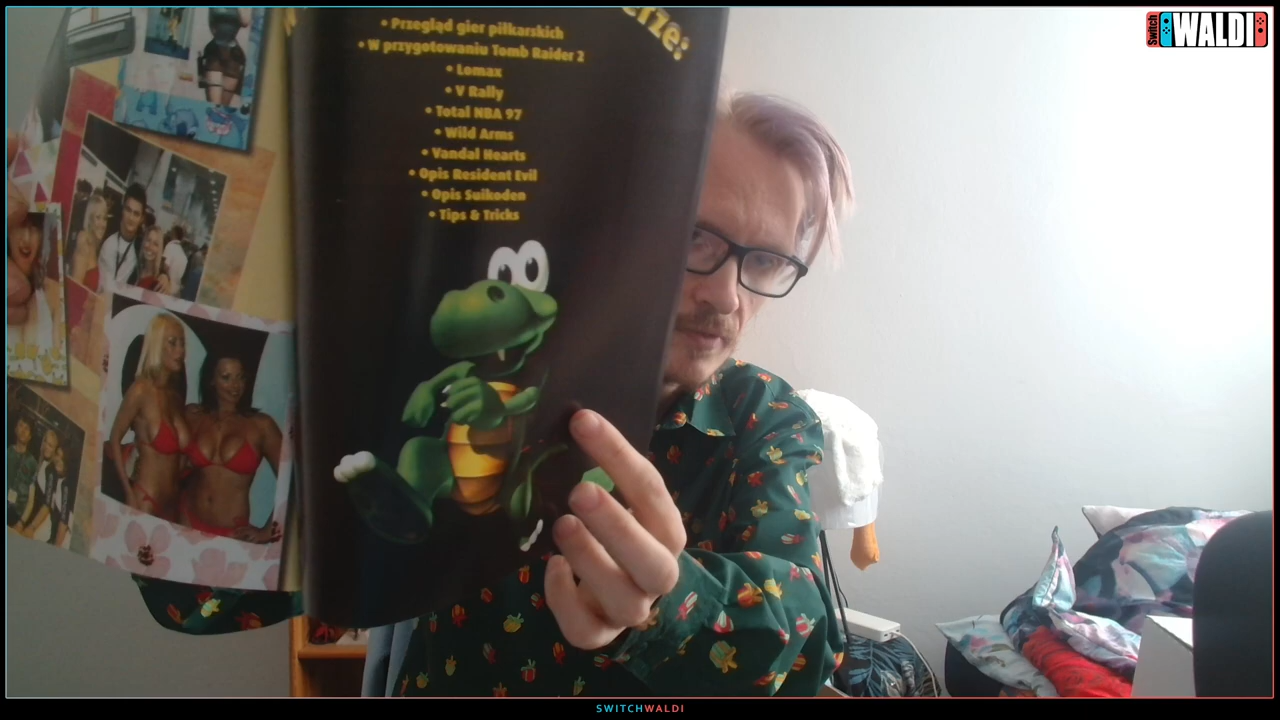 erze:
• Przegląd gier piłkarskich
• W przygotowaniu Tomb Raider 2
• Lomax
• V Rally
• Total NBA 97
• Wild Arms
• Vandal Hearts
• Opis Resident Evil
• Opis Suikoden
• Tips & Tricks
Switch WALDI
SWITCHWALDI